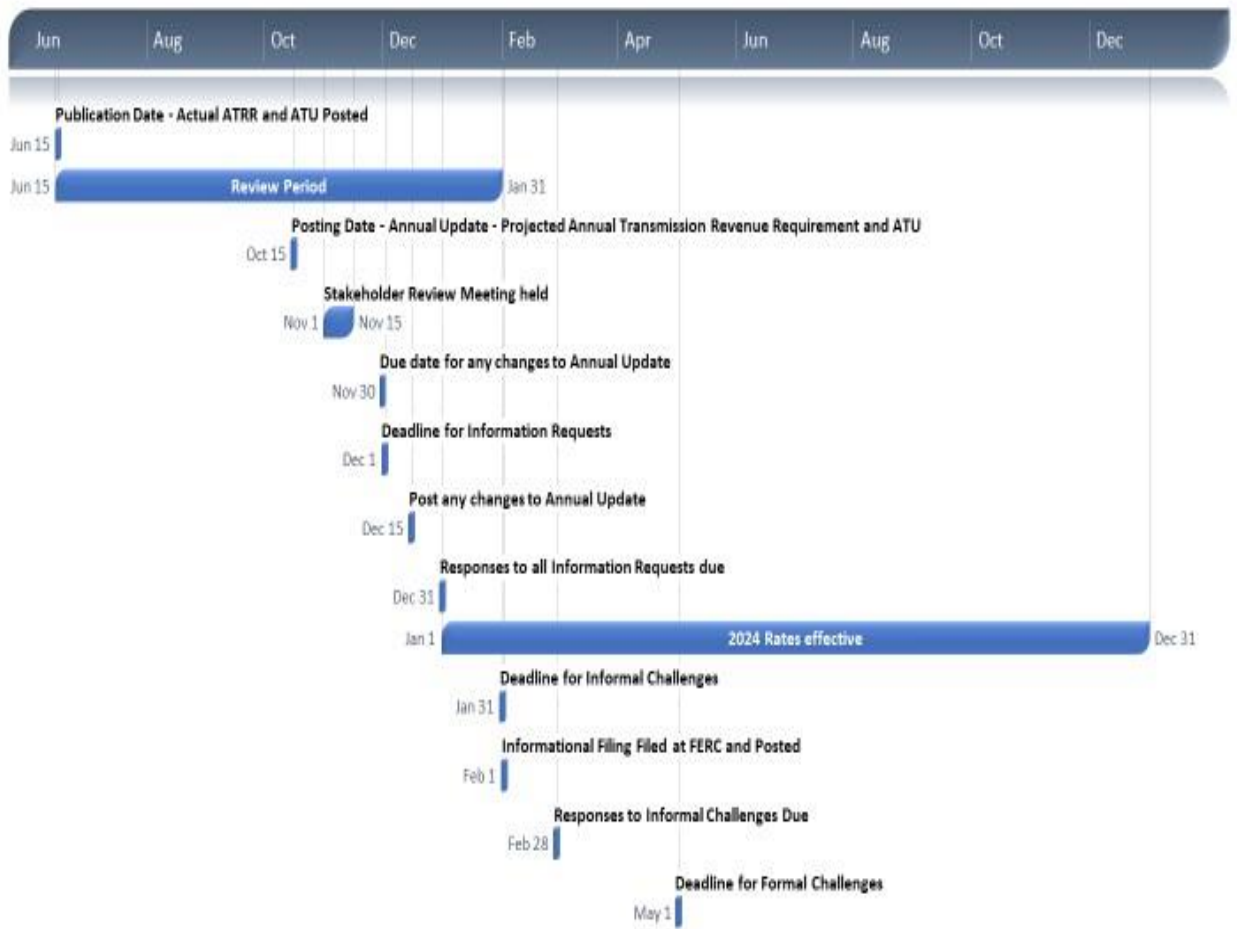 Jun Aug Oct Dec Feb Apr Jun Aug Oct Dec
Publication Date - Actual ATRR and ATU Posted
Jun 15
Jun 15 Review Period Jan 31
Posting Date - Annual Update - Projected Annual Transmission Revenue Requirement and ATU
Oct 15
Stakeholder Review Meeting held
Nov 1 Nov 15
Due date for any changes to Annual Update
Nov 30
Deadline for Information Requests
Dec 1
Post any changes to Annual Update
Dec 15
Responses to all Information Requests due
Dec 31
Jan 1 2024 Rates effective Dec 31
Deadline for Informal Challenges
Jan 31
Informational Filing Filed at FERC and Posted
Feb 1
Responses to Informal Challenges Due
Feb 28
Deadline for Formal Challenges
May 1